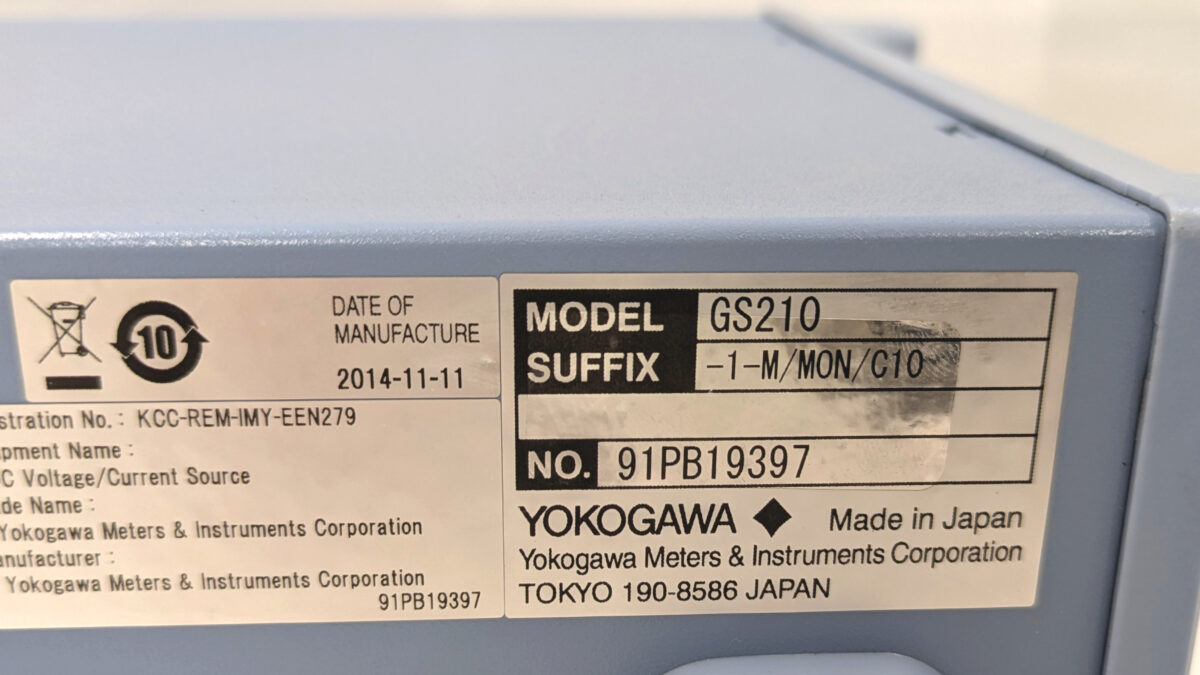 10
DATE OF
MANUFACTURE
2014-11-11
stration No.: KCC-REM-IMY-EEN279
pment Name :
C Voltage/Current Source
de Name :
Yokogawa Meters & Instruments Corporation
anufacturer :
Yokogawa Meters & Instruments Corporation
91PB19397
MODEL GS210
SUFFIX -1-M/MON/C10
NO. 91PB19397
YOKOGAWA ◆ Made in Japan
Yokogawa Meters & Instruments Corporation
TOKYO 190-8586 JAPAN